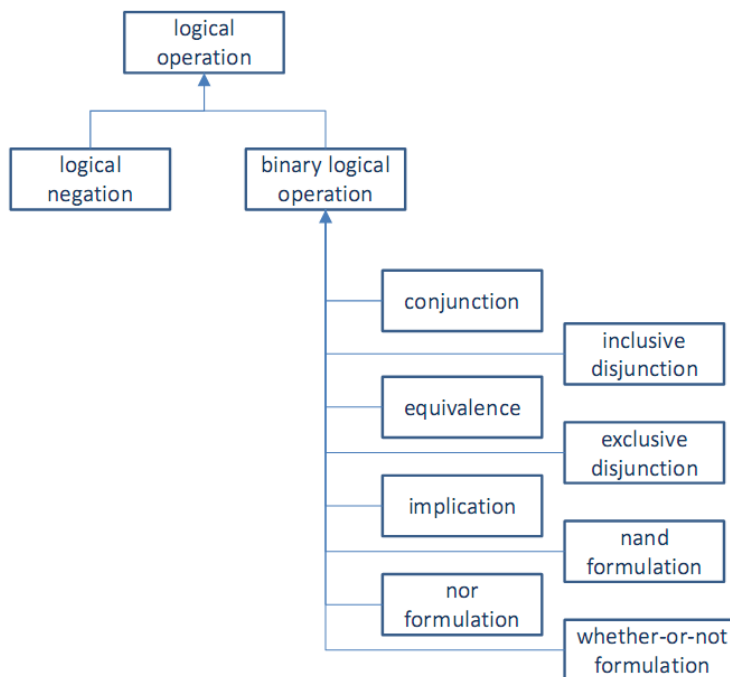 logical
operation
logical
negation
binary logical
operation
conjunction
inclusive
disjunction
equivalence
exclusive
disjunction
implication
nand
formulation
nor
formulation
whether-or-not
formulation